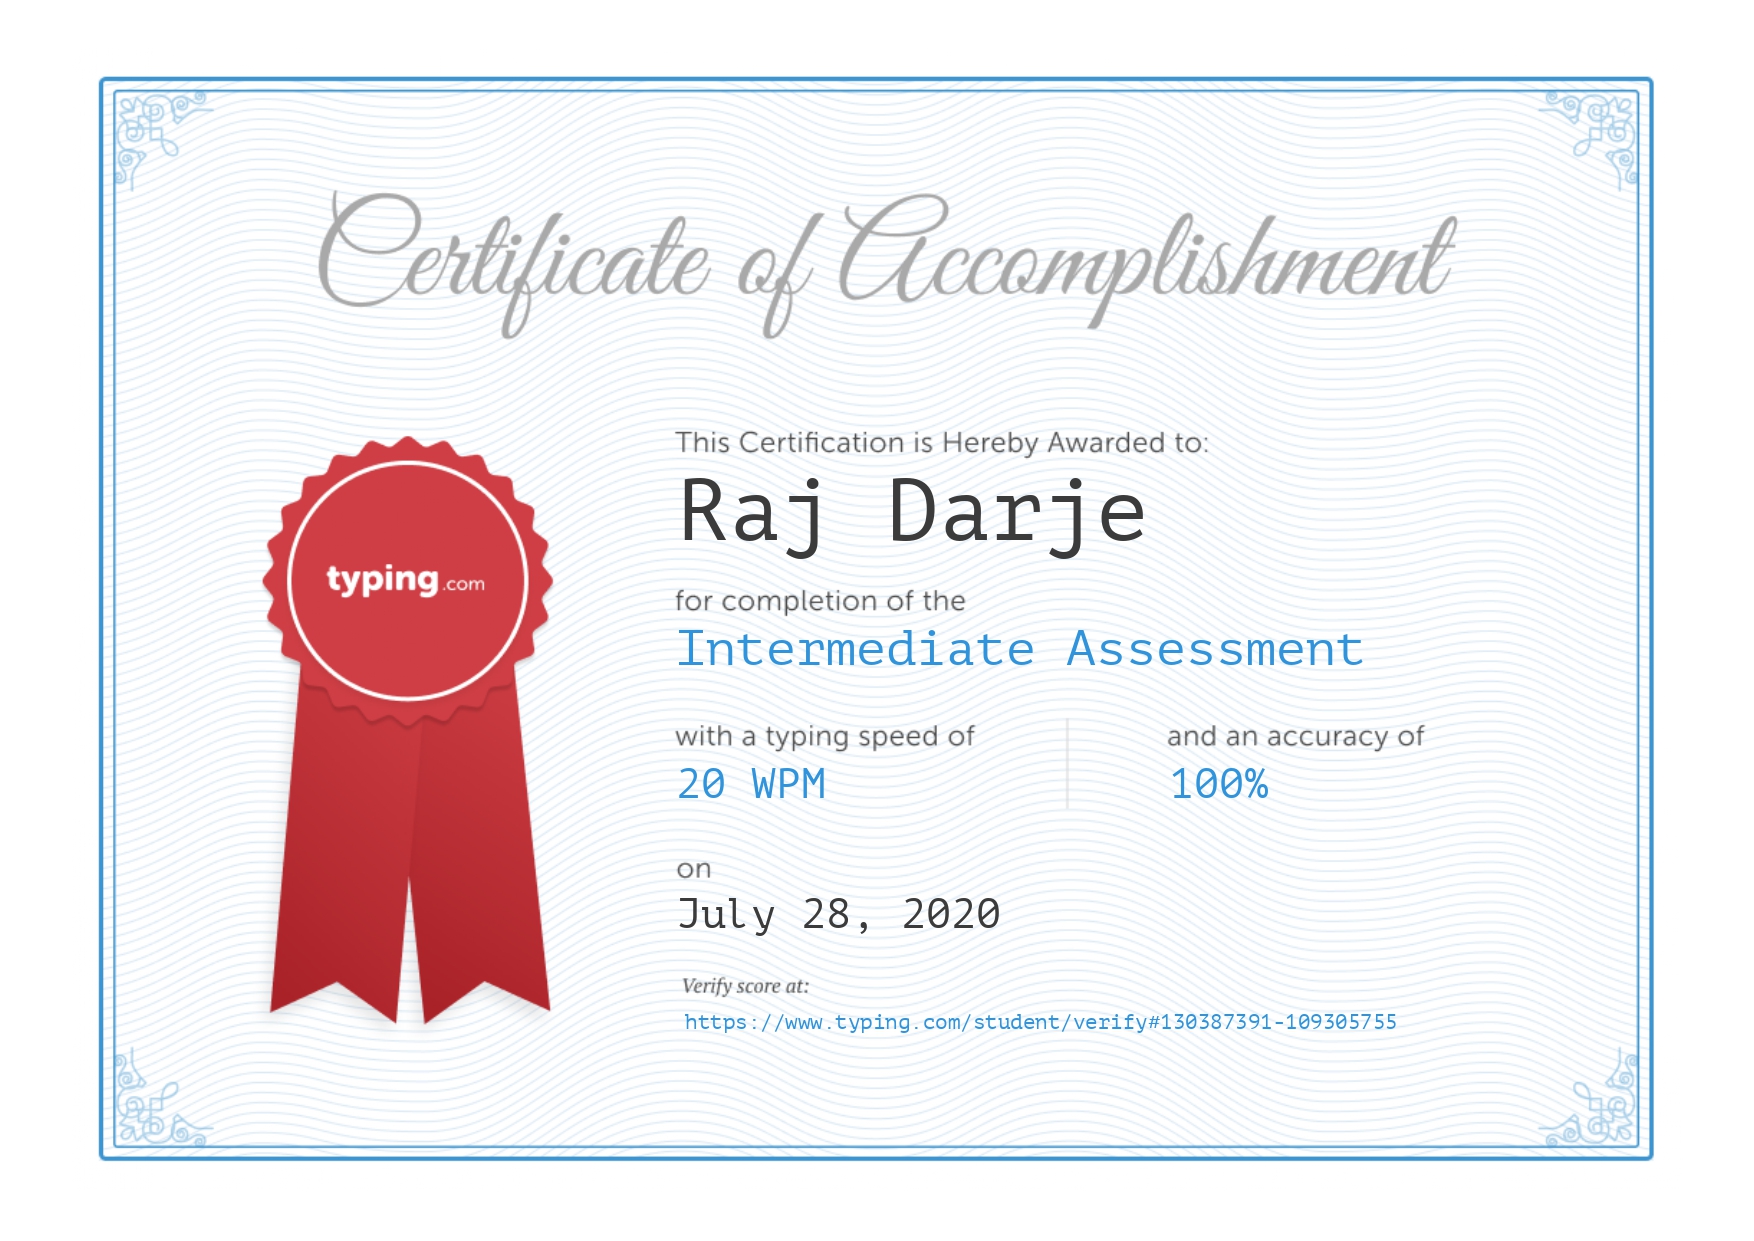 Certificate of Accomplishment
This Certification is Hereby Awarded to:
Raj Darje
typing.com
for completion of the
Intermediate Assessment
with a typing speed of
20 WPM
and an accuracy of
100%
on
July 28, 2020
Verify score at:
https://www.typing.com/student/verify#130387391-109305755